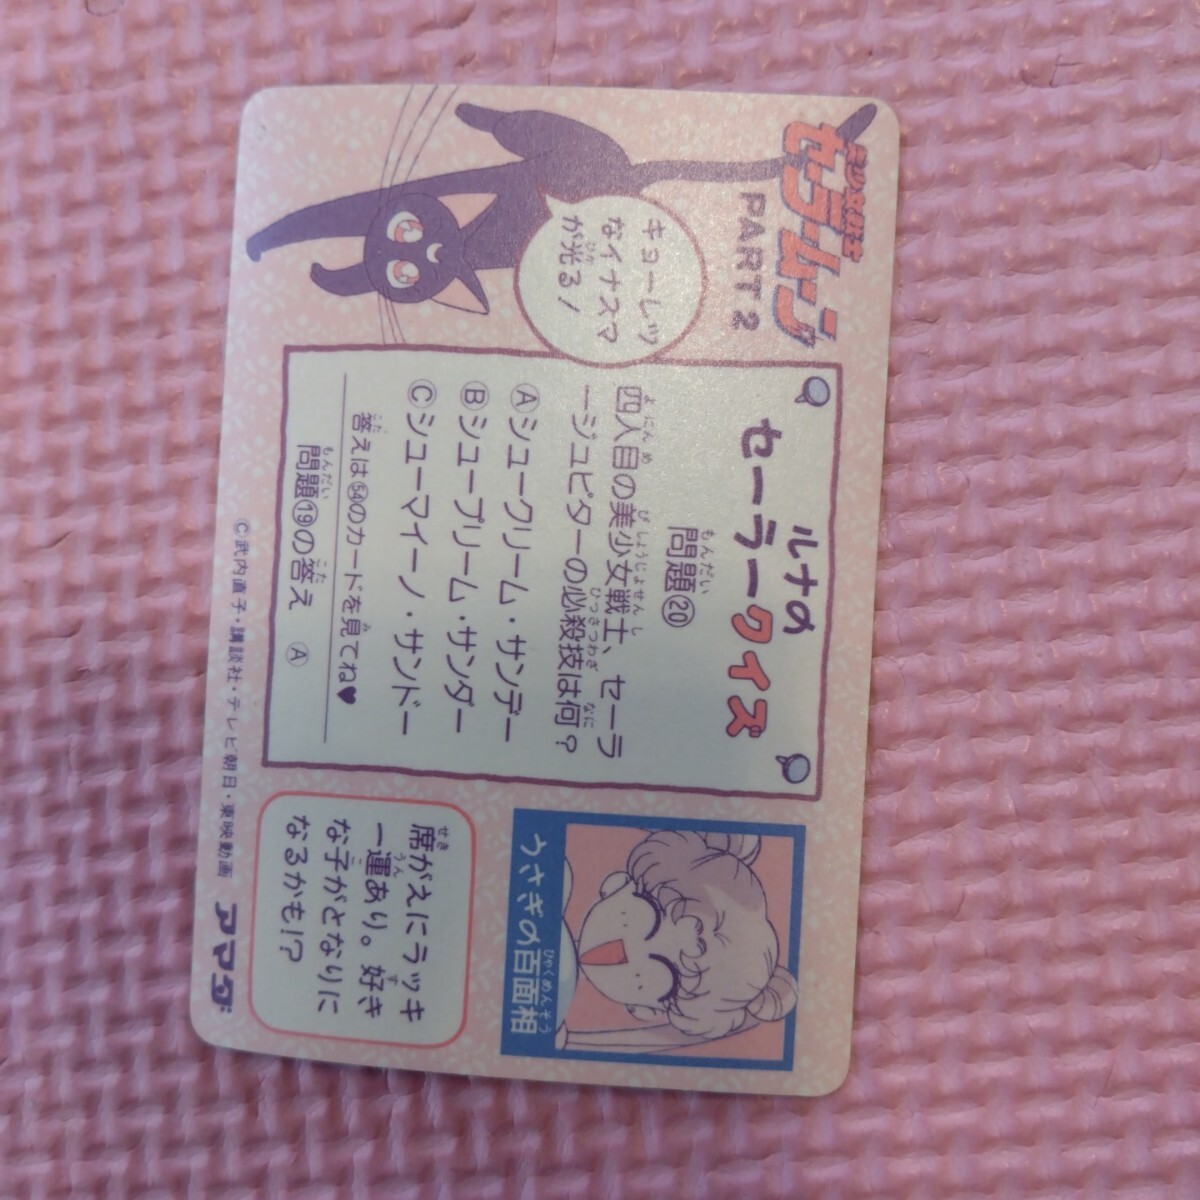 美少女戦士
セーラームーン
PART 2
キョーレツ
なイナズマ
が光る!
ルナの
セーラークイズ
問題⑳
四人目の美少女戦士、セーラ
ージュピターの必殺技は何?
Ⓐシュークリーム・サンデー
Ⓑシュープリーム・サンダー
Ⓒシューマイーノ・サンドー
答えは54のカードを見てね♥
問題⑲の答え Ⓐ
うさぎの百面相
席がえにラッキ
ー運あり。好き
な子がとなりに
なるかも!?
©武内直子・講談社・テレビ朝日・東映動画
アマダ